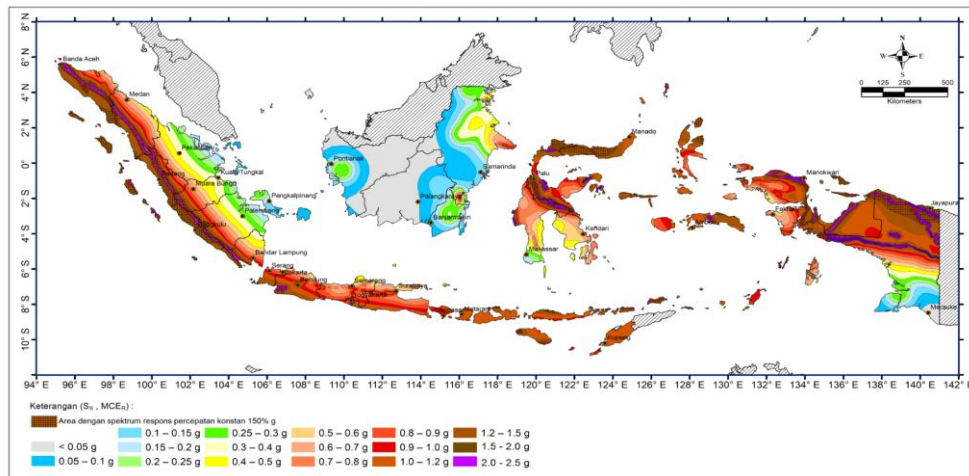 8° N
6° N
4° N
2° N
0°
2° S
4° S
6° S
8° S
10° S
N
W E
S
0 125 250 500
Kilometers
Banda Aceh
Medan
Pekanbaru
Padang
Kuala Tungkal
Muara Bungo
Pangkalpinang
Palembang
Bengkulu
Bandar Lampung
Serang
Jakarta
Bandung
Semarang
Yogyakarta
Surabaya
Mataram
Kupang
Pontianak
Palangkaraya
Banjarmasin
Samarinda
Manado
Palu
Kendari
Makassar
Ambon
Manokwari
Jayapura
Merauke
94° E 96° E 98° E 100° E 102° E 104° E 106° E 108° E 110° E 112° E 114° E 116° E 118° E 120° E 122° E 124° E 126° E 128° E 130° E 132° E 134° E 136° E 138° E 140° E 142° E
Keterangan (SS , MCER) :
Area dengan spektrum respons percepatan konstan 150% g
< 0.05 g
0.05 – 0.1 g
0.1 – 0.15 g
0.15 – 0.2 g
0.2 – 0.25 g
0.25 – 0.3 g
0.3 – 0.4 g
0.4 – 0.5 g
0.5 – 0.6 g
0.6 – 0.7 g
0.7 – 0.8 g
0.8 – 0.9 g
0.9 – 1.0 g
1.0 – 1.2 g
1.2 – 1.5 g
1.5 – 2.0 g
2.0 – 2.5 g